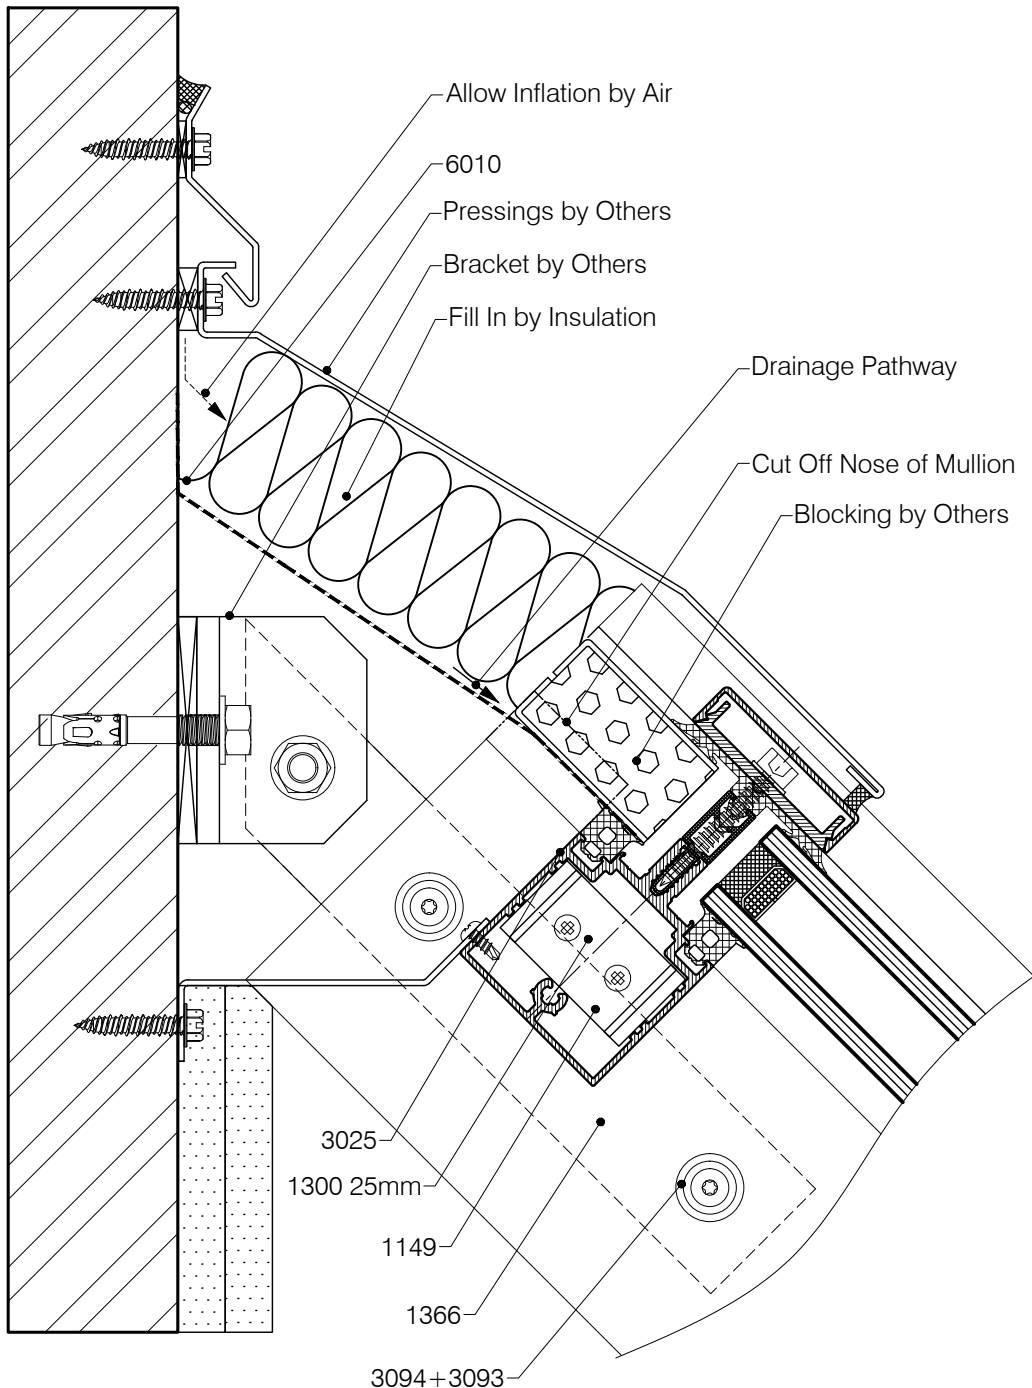 Allow Inflation by Air
6010
Pressings by Others
Bracket by Others
Fill In by Insulation
Drainage Pathway
Cut Off Nose of Mullion
Blocking by Others
3025
1300 25mm
1149
1366
3094+3093